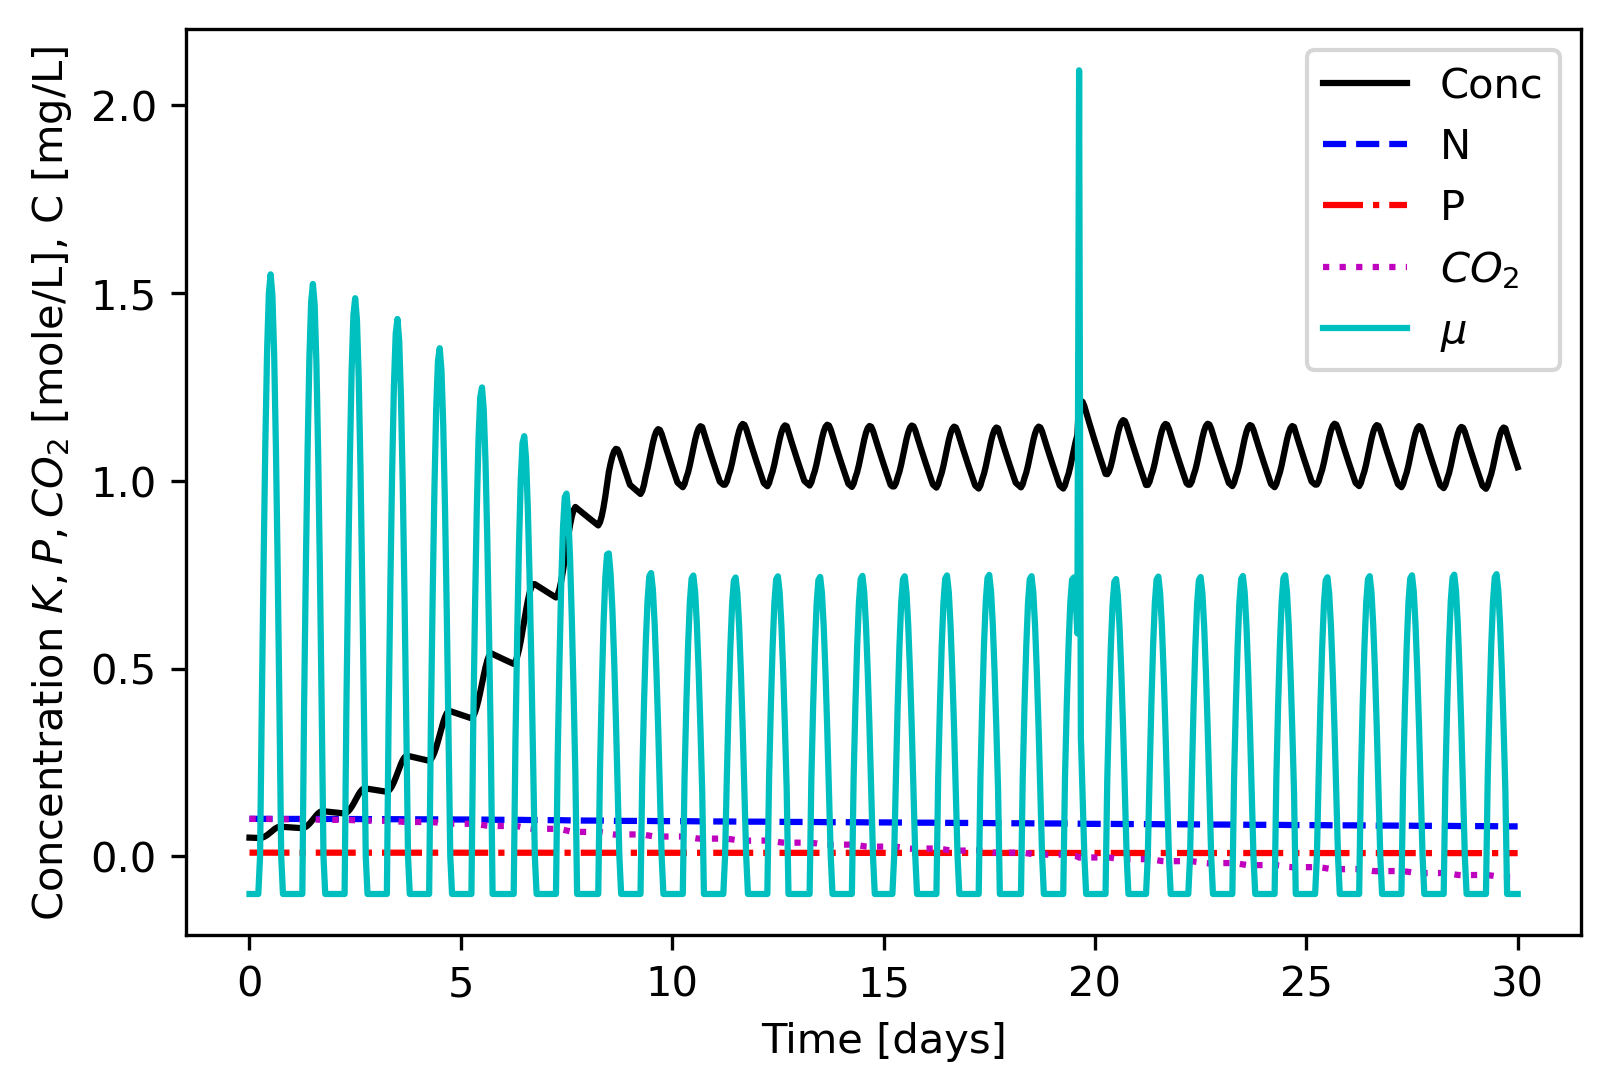 Concentration K, P, CO₂ [mole/L], C [mg/L]
2.0
1.5
1.0
0.5
0.0
Conc
N
P
CO₂
μ
0 5 10 15 20 25 30
Time [days]